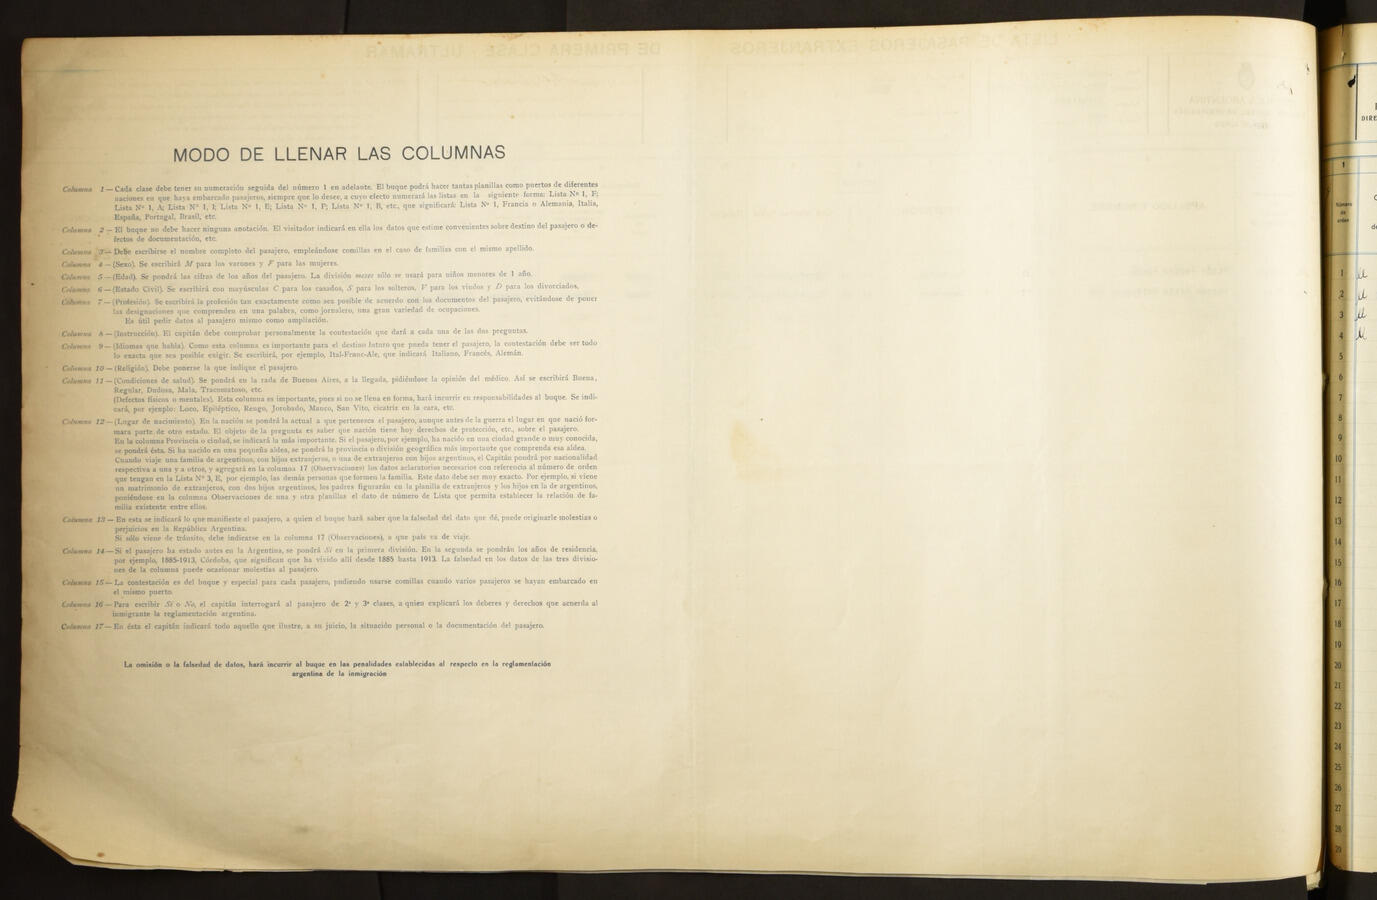 MODO DE LLENAR LAS COLUMNAS
Columna 1 — Cada clase debe tener su numeración seguida del número 1 en adelante. El buque podrá hacer tantas planillas como puertos de diferentes
naciones en que haya embarcado pasajeros, siempre que lo desee, a cuyo efecto numerará las listas en la siguiente forma: Lista Nº 1, F;
Lista Nº 1, A; Lista Nº 1, I; Lista Nº 1, E; Lista Nº 1, P; Lista Nº 1, B, etc., que significará: Lista Nº 1, Francia o Alemania, Italia,
España, Portugal, Brasil, etc.
Columna 2 — El buque no debe hacer ninguna anotación. El visitador indicará en ella los datos que estime convenientes sobre destino del pasajero o de-
fectos de documentación, etc.
Columna 3 — Debe escribirse el nombre completo del pasajero, empleándose comillas en el caso de familias con el mismo apellido.
Columna 4 — (Sexo). Se escribirá M para los varones y F para las mujeres.
Columna 5 — (Edad). Se pondrá las cifras de los años del pasajero. La división meses sólo se usará para niños menores de 1 año.
Columna 6 — (Estado Civil). Se escribirá con mayúsculas C para los casados, S para los solteros, V para los viudos y D para los divorciados.
Columna 7 — (Profesión). Se escribirá la profesión tan exactamente como sea posible de acuerdo con los documentos del pasajero, evitándose de poner
las designaciones que comprenden en una palabra, como jornalero, una gran variedad de ocupaciones.
Es útil pedir datos al pasajero mismo como ampliación.
Columna 8 — (Instrucción). El capitán debe comprobar personalmente la contestación que dará a cada una de las dos preguntas.
Columna 9 — (Idiomas que habla). Como esta columna es importante para el destino futuro que pueda tener el pasajero, la contestación debe ser todo
lo exacta que sea posible exigir. Se escribirá, por ejemplo, Ital-Franc-Ale, que indicará Italiano, Francés, Alemán.
Columna 10 — (Religión). Debe ponerse la que indique el pasajero.
Columna 11 — (Condiciones de salud). Se pondrá en la rada de Buenos Aires, a la llegada, pidiéndose la opinión del médico. Así se escribirá Buena,
Regular, Dudosa, Mala, Tracomatoso, etc.
(Defectos físicos o mentales). Esta columna es importante, pues si no se llena en forma, hará incurrir en responsabilidades al buque. Se indi-
cará, por ejemplo: Loco, Epiléptico, Rengo, Jorobado, Manco, San Vito, cicatriz en la cara, etc.
Columna 12 — (Lugar de nacimiento). En la nación se pondrá la actual a que pertenezca el pasajero, aunque antes de la guerra el lugar en que nació for-
mara parte de otro estado. El objeto de la pregunta es saber que nación tiene hoy derechos de protección, etc., sobre el pasajero.
En la columna Provincia o ciudad, se indicará la más importante. Si el pasajero, por ejemplo, ha nacido en una ciudad grande o muy conocida,
se pondrá ésta. Si ha nacido en una pequeña aldea, se pondrá la provincia o división geográfica más importante que comprenda esa aldea.
Cuando viaje una familia de argentinos, con hijos extranjeros, o una de extranjeros con hijos argentinos, el Capitán pondrá por nacionalidad
respectiva a una y a otros, y agregará en la columna 17 (Observaciones) los datos aclaratorios necesarios con referencia al número de orden
que tengan en la Lista Nº 3, E, por ejemplo, las demás personas que formen la familia. Este dato debe ser muy exacto. Por ejemplo, si viene
un matrimonio de extranjeros, con dos hijos argentinos, los padres figurarán en la planilla de extranjeros y los hijos en la de argentinos,
poniéndose en la columna Observaciones de una y otra planillas el dato de número de Lista que permita establecer la relación de fa-
milia existente entre ellos.
Columna 13 — En esta se indicará lo que manifieste el pasajero, a quien el buque hará saber que la falsedad del dato que dé, puede originarle molestias o
perjuicios en la República Argentina.
Si sólo viene de tránsito, debe indicarse en la columna 17 (Observaciones), a que país va de viaje.
Columna 14 — Si el pasajero ha estado antes en la Argentina, se pondrá Sí en la primera división. En la segunda se pondrán los años de residencia,
por ejemplo, 1885-1913, Córdoba, que significan que ha vivido allí desde 1885 hasta 1913. La falsedad en los datos de las tres divisio-
nes de la columna puede ocasionar molestias al pasajero.
Columna 15 — La contestación es del buque y especial para cada pasajero, pudiendo usarse comillas cuando varios pasajeros se hayan embarcado en
el mismo puerto.
Columna 16 — Para escribir Sí o No, el capitán interrogará al pasajero de 2ª y 3ª clases, a quien explicará los deberes y derechos que acuerda al
inmigrante la reglamentación argentina.
Columna 17 — En ésta el capitán indicará todo aquello que ilustre, a su juicio, la situación personal o la documentación del pasajero.
La omisión o la falsedad de datos, hará incurrir al buque en las penalidades establecidas al respecto en la reglamentación
argentina de la inmigración
DIRE
1
Número
de
orden
1
2
3
4
5
6
7
8
9
10
11
12
13
14
15
16
17
18
19
20
21
22
23
24
25
26
27
28
29